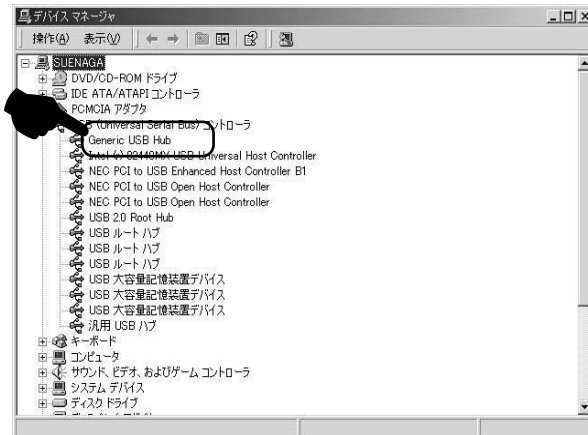 デバイス マネージャ
操作(A) 表示(V)
SUENAGA
DVD/CD-ROM ドライブ
IDE ATA/ATAPI コントローラ
PCMCIA アダプタ
(Universal Serial Bus) コントローラ
Generic USB Hub
Intel (r) 82440MX USB Universal Host Controller
NEC PCI to USB Enhanced Host Controller B1
NEC PCI to USB Open Host Controller
NEC PCI to USB Open Host Controller
USB 2.0 Root Hub
USB ルート ハブ
USB ルート ハブ
USB ルート ハブ
USB 大容量記憶装置デバイス
USB 大容量記憶装置デバイス
USB 大容量記憶装置デバイス
汎用 USB ハブ
キーボード
コンピュータ
サウンド、ビデオ、およびゲーム コントローラ
システム デバイス
ディスク ドライブ